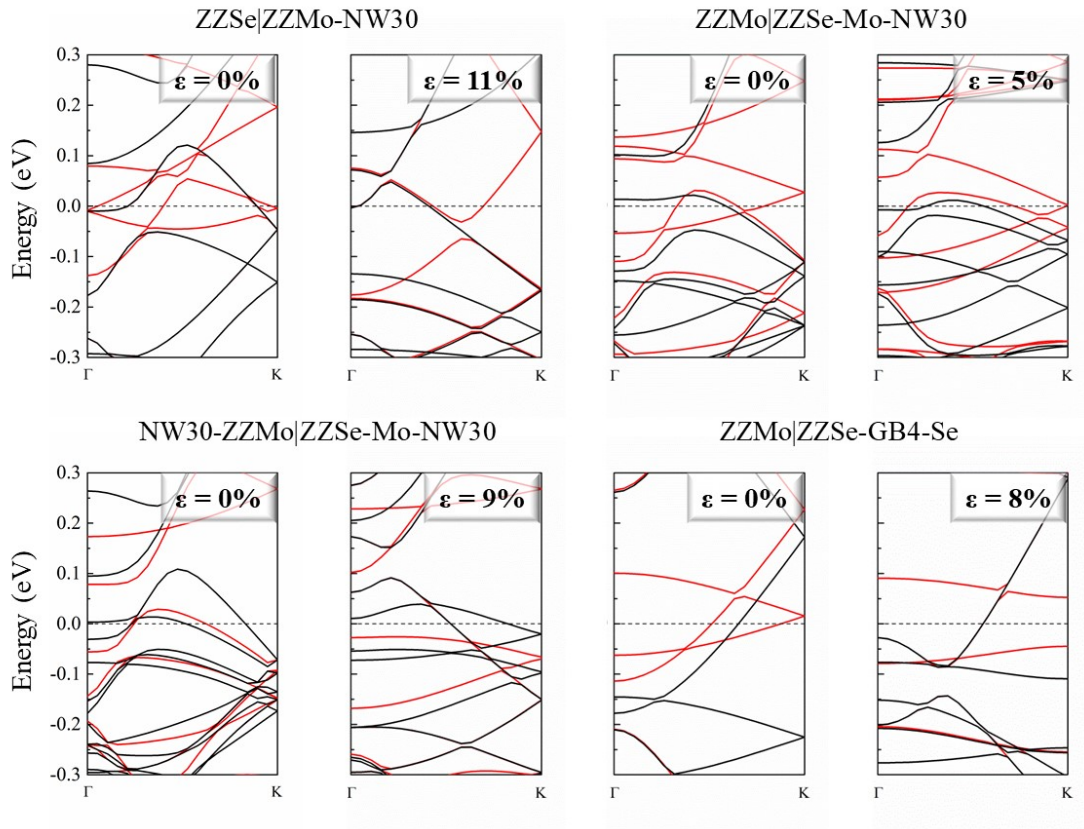 ZZSe|ZZMo-NW30
ZZMo|ZZSe-Mo-NW30
Energy (eV)
0.3
0.2
0.1
0.0
-0.1
-0.2
-0.3
ε = 0%
ε = 11%
ε = 0%
ε = 5%
Γ K
Γ K
Γ K
Γ K
NW30-ZZMo|ZZSe-Mo-NW30
ZZMo|ZZSe-GB4-Se
Energy (eV)
0.3
0.2
0.1
0.0
-0.1
-0.2
-0.3
ε = 0%
ε = 9%
ε = 0%
ε = 8%
Γ K
Γ K
Γ K
Γ K